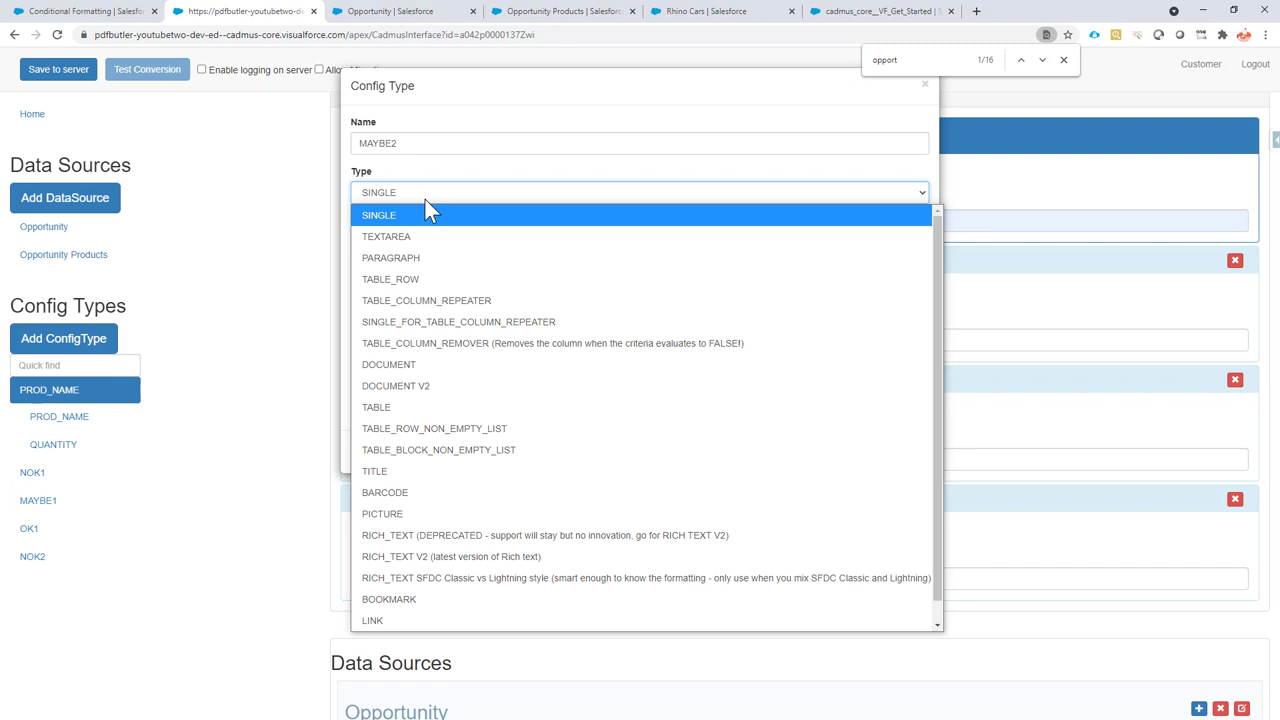 Conditional Formatting | Salesfor
https://pdfbutler-youtubetwo-de
Opportunity | Salesforce
Opportunity Products | Salesforc
Rhino Cars | Salesforce
cadmus_core__VF_Get_Started | S
pdfbutler-youtubetwo-dev-ed--cadmus-core.visualforce.com/apex/CadmusInterface?id=a042p0000137Zwi
opport
1/16
Save to server
Test Conversion
Enable logging on server
Customer
Logout
Config Type
Home
Name
MAYBE2
Data Sources
Type
Add DataSource
SINGLE
Opportunity
Opportunity Products
SINGLE
TEXTAREA
PARAGRAPH
TABLE_ROW
TABLE_COLUMN_REPEATER
SINGLE_FOR_TABLE_COLUMN_REPEATER
TABLE_COLUMN_REMOVER (Removes the column when the criteria evaluates to FALSE!)
DOCUMENT
DOCUMENT V2
TABLE
TABLE_ROW_NON_EMPTY_LIST
TABLE_BLOCK_NON_EMPTY_LIST
TITLE
BARCODE
PICTURE
RICH_TEXT (DEPRECATED - support will stay but no innovation, go for RICH TEXT V2)
RICH_TEXT V2 (latest version of Rich text)
RICH_TEXT SFDC Classic vs Lightning style (smart enough to know the formatting - only use when you mix SFDC Classic and Lightning)
BOOKMARK
LINK
Config Types
Add ConfigType
Quick find
PROD_NAME
PROD_NAME
QUANTITY
NOK1
MAYBE1
OK1
NOK2
Data Sources
Opportunity